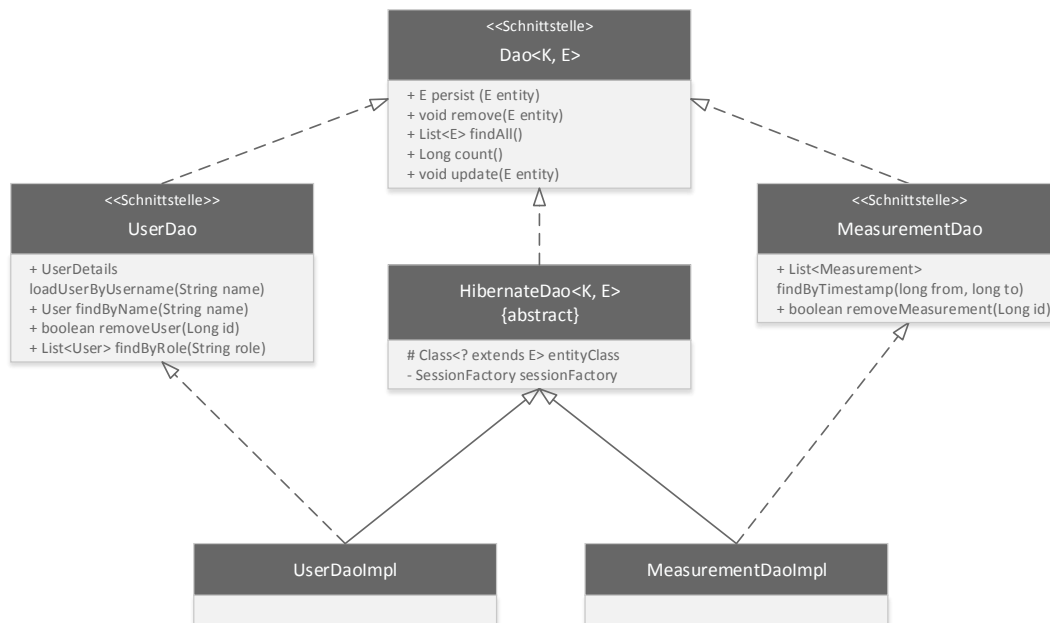 <<Schnittstelle>
Dao<K, E>
+ E persist (E entity)
+ void remove(E entity)
+ List<E> findAll()
+ Long count()
+ void update(E entity)
<<Schnittstelle>>
UserDao
+ UserDetails
loadUserByUsername(String name)
+ User findByName(String name)
+ boolean removeUser(Long id)
+ List<User> findByRole(String role)
HibernateDao<K, E>
{abstract}
# Class<? extends E> entityClass
- SessionFactory sessionFactory
<<Schnittstelle>>
MeasurementDao
+ List<Measurement>
findByTimestamp(long from, long to)
+ boolean removeMeasurement(Long id)
UserDaoImpl
MeasurementDaoImpl